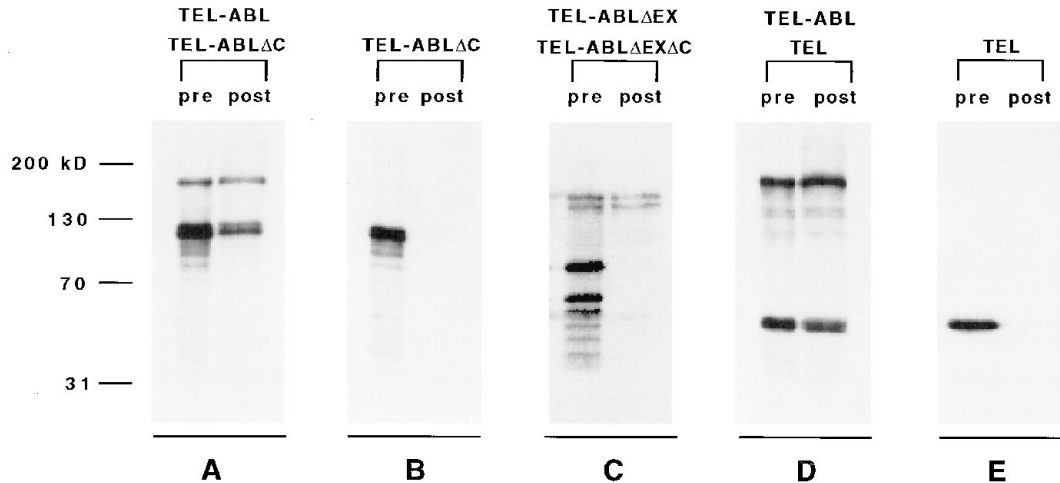 TEL-ABL
TEL-ABLΔC
pre post
TEL-ABLΔC
pre post
TEL-ABLΔEX
TEL-ABLΔEXΔC
pre post
TEL-ABL
TEL
pre post
TEL
pre post
200 kD
130
70
31
A
B
C
D
E